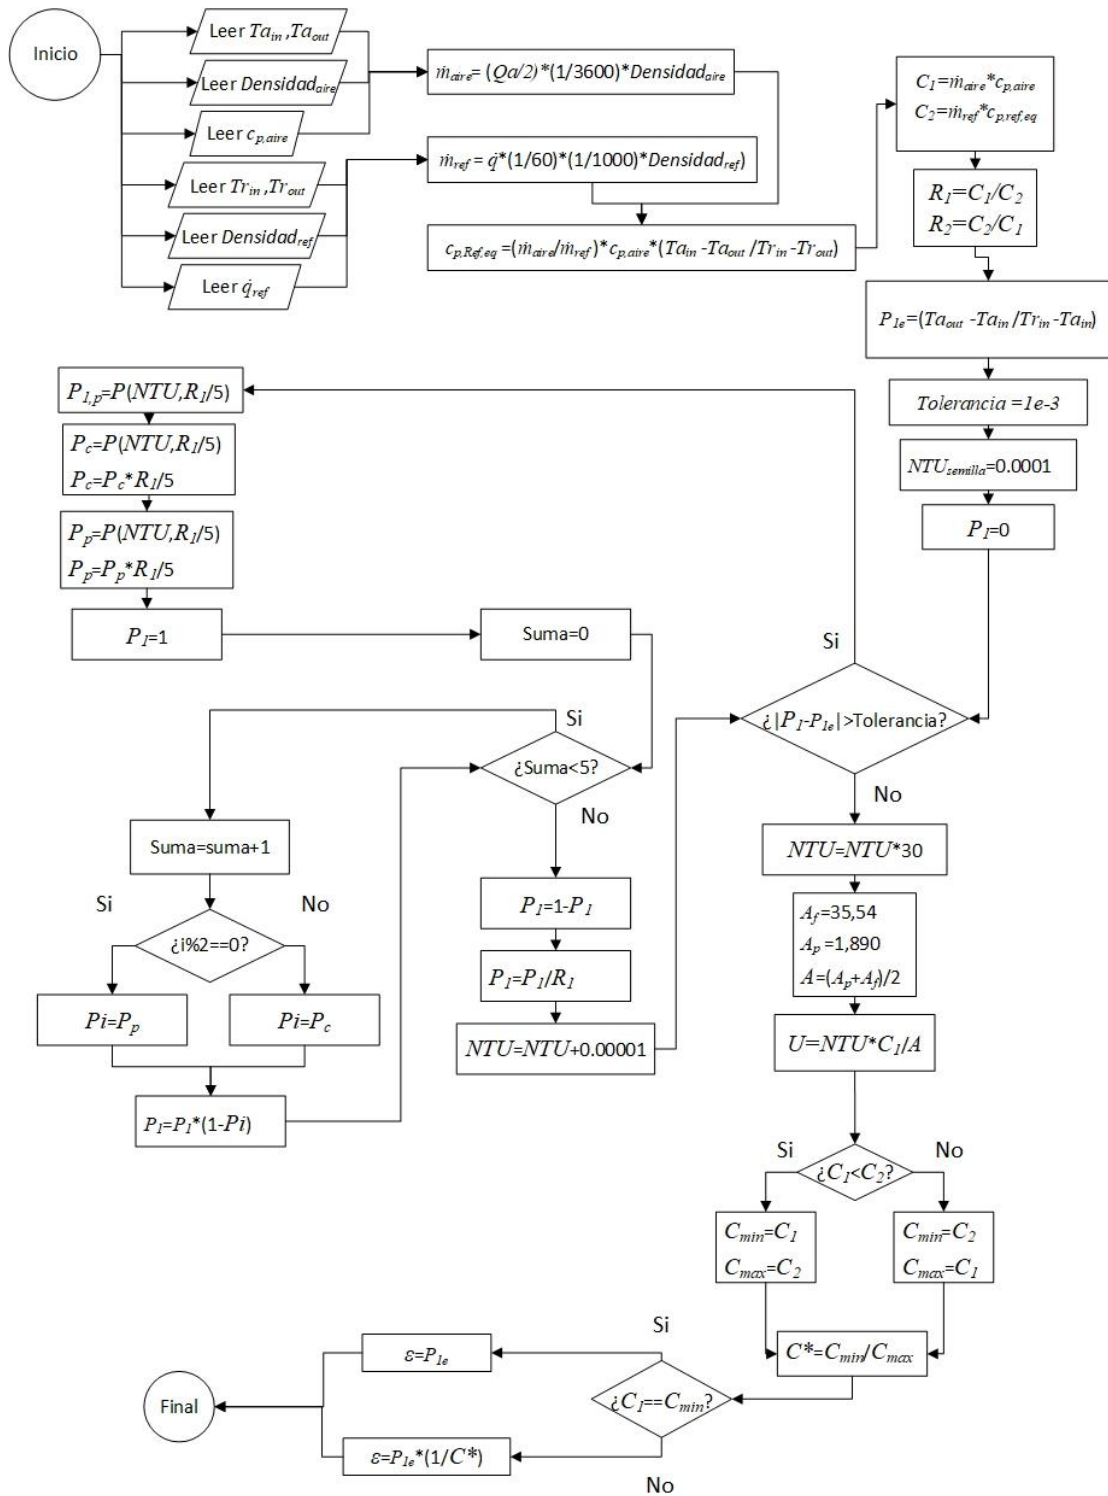 Inicio
Leer Ta_in ,Ta_out
Leer Densidad_aire
Leer c_p,aire
Leer Tr_in ,Tr_out
Leer Densidad_ref
Leer q̇_ref
ṁ_aire= (Qa/2)*(1/3600)*Densidad_aire
ṁ_ref = q̇*(1/60)*(1/1000)*Densidad_ref)
c_p,Ref,eq =(ṁ_aire/ṁ_ref)*c_p,aire*(Ta_in -Ta_out /Tr_in -Tr_out)
C_1=ṁ_aire*c_p,aire
C_2=ṁ_ref*c_p,ref,eq
R_1=C_1/C_2
R_2=C_2/C_1
P_1e=(Ta_out -Ta_in /Tr_in -Ta_in)
Tolerancia =1e-3
NTU_semilla=0.0001
P_1=0
¿|P_1-P_1e|>Tolerancia?
Si
No
P_1,p=P(NTU,R_1/5)
P_c=P(NTU,R_1/5)
P_c=P_c*R_1/5
P_p=P(NTU,R_1/5)
P_p=P_p*R_1/5
P_1=1
Suma=0
¿Suma<5?
Si
No
Suma=suma+1
¿i%2==0?
Si
No
Pi=P_p
Pi=P_c
P_1=P_1*(1-Pi)
P_1=1-P_1
P_1=P_1/R_1
NTU=NTU+0.00001
NTU=NTU*30
A_f=35,54
A_p=1,890
A=(A_p+A_f)/2
U=NTU*C_1/A
¿C_1<C_2?
Si
No
C_min=C_1
C_max=C_2
C_min=C_2
C_max=C_1
C*=C_min/C_max
¿C_1==C_min?
Si
No
ε=P_1e
ε=P_1e*(1/C*)
Final